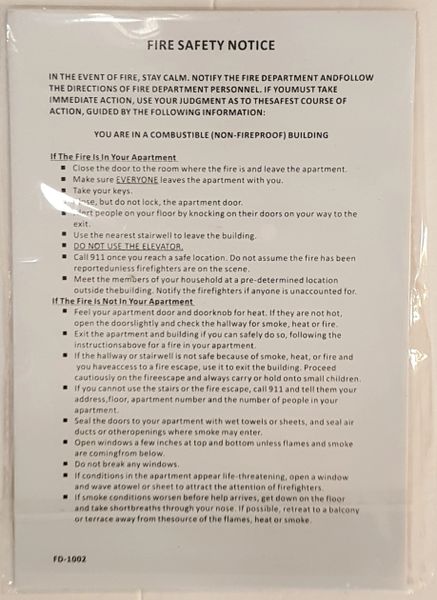 FIRE SAFETY NOTICE
IN THE EVENT OF FIRE, STAY CALM. NOTIFY THE FIRE DEPARTMENT ANDFOLLOW
THE DIRECTIONS OF FIRE DEPARTMENT PERSONNEL. IF YOUMUST TAKE
IMMEDIATE ACTION, USE YOUR JUDGMENT AS TO THESAFEST COURSE OF
ACTION, GUIDED BY THE FOLLOWING INFORMATION:
YOU ARE IN A COMBUSTIBLE (NON-FIREPROOF) BUILDING
If The Fire Is In Your Apartment
▪ Close the door to the room where the fire is and leave the apartment.
▪ Make sure EVERYONE leaves the apartment with you.
▪ Take your keys.
but do not lock, the apartment door.
▪ people on your floor by knocking on their doors on your way to the
exit.
▪ Use the nearest stairwell to leave the building.
▪ DO NOT USE THE ELEVATOR.
▪ Call 911 once you reach a safe location. Do not assume the fire has been
reportedunless firefighters are on the scene.
▪ Meet the members of your household at a pre-determined location
outside thebuilding. Notify the firefighters if anyone is unaccounted for.
If The Fire Is Not In Your Apartment
▪ Feel your apartment door and doorknob for heat. If they are not hot,
open the doorslightly and check the hallway for smoke, heat or fire.
▪ Exit the apartment and building if you can safely do so, following the
instructionsabove for a fire in your apartment.
▪ If the hallway or stairwell is not safe because of smoke, heat, or fire and
you haveaccess to a fire escape, use it to exit the building. Proceed
cautiously on the fireescape and always carry or hold onto small children.
▪ If you cannot use the stairs or the fire escape, call 911 and tell them your
address,floor, apartment number and the number of people in your
apartment.
▪ Seal the doors to your apartment with wet towels or sheets, and seal air
ducts or otheropenings where smoke may enter.
▪ Open windows a few inches at top and bottom unless flames and smoke
are comingfrom below.
▪ Do not break any windows.
▪ If conditions in the apartment appear life-threatening, open a window
and wave atowel or sheet to attract the attention of firefighters.
▪ If smoke conditions worsen before help arrives, get down on the floor
and take shortbreaths through your nose. If possible, retreat to a balcony
or terrace away from thesource of the flames, heat or smoke.
FD-1002